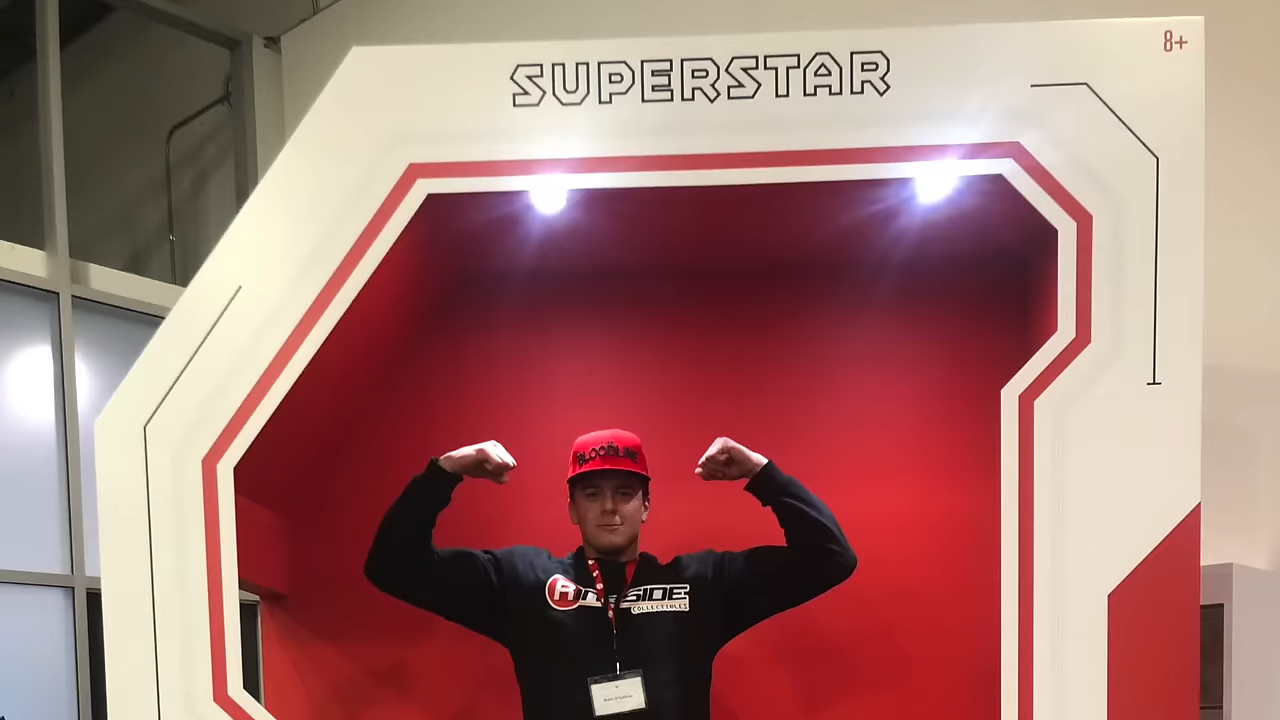 SUPERSTAR
8+
BLOODLINE
RINGSIDE
COLLECTIBLES